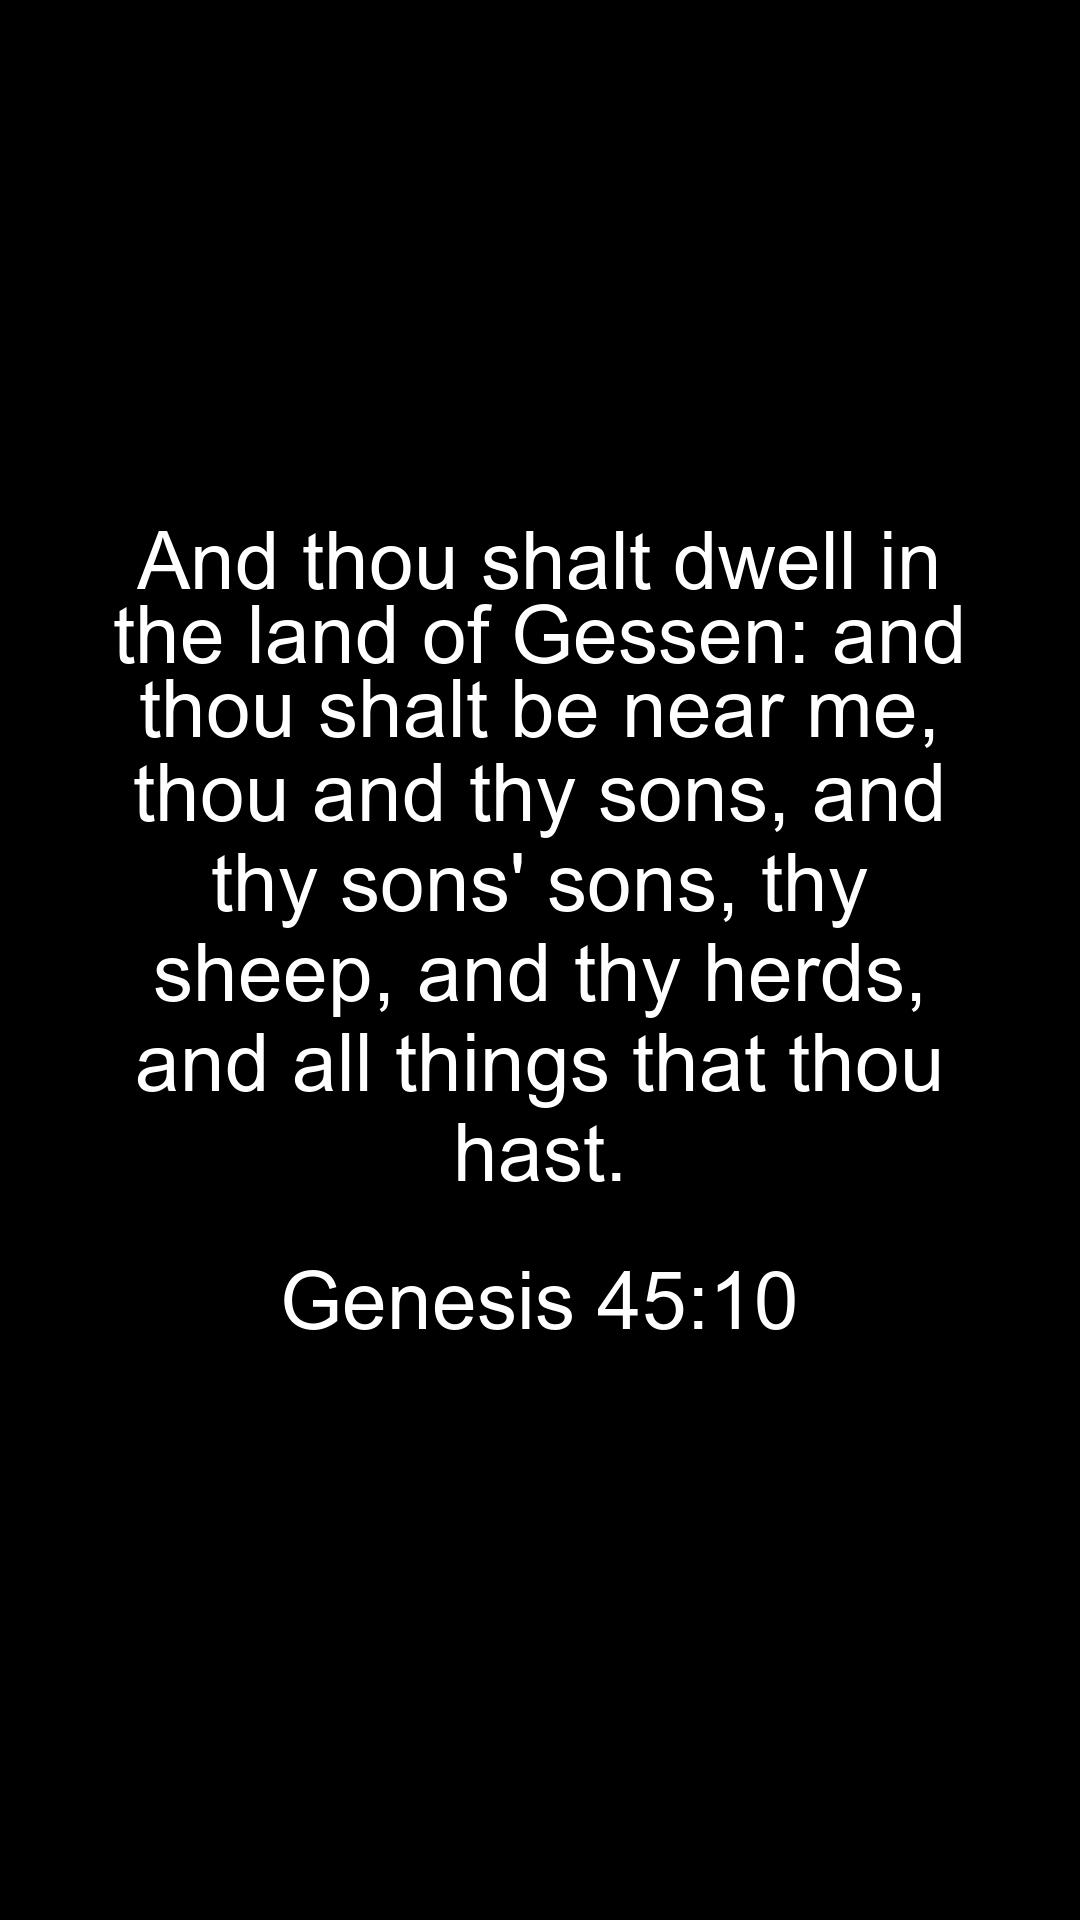 And thou shalt dwell in
the land of Gessen: and
thou shalt be near me,
thou and thy sons, and
thy sons' sons, thy
sheep, and thy herds,
and all things that thou
hast.
Genesis 45:10